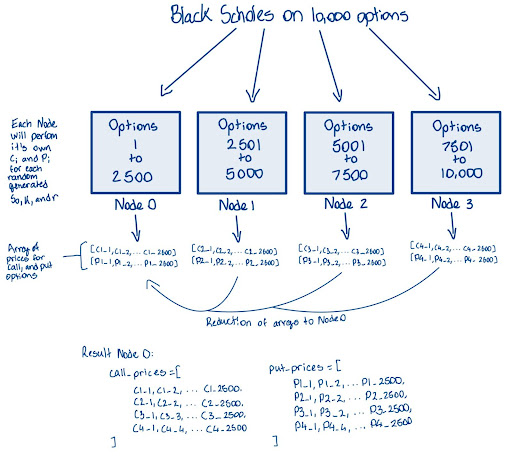 Black Scholes on 10,000 options
Each Node
will perform
it's own
Ci and Pi
for each
random
generated
So, K, and r
Options
1
to
2500
Options
2501
to
5000
Options
5001
to
7500
Options
7501
to
10,000
Node 0
Node 1
Node 2
Node 3
Array of
prices for
call, and put
options
[C1_1, C1_2, ... C1_2500]
[P1_1, P1_2, ... P1_2500]
[C2_1, C2_2, ... C2_2500]
[P2_1, P2_2, ... P2_2500]
[C3_1, C3_2, ... C3_2500]
[P3_1, P3_2, ... P3_2500]
[C4_1, C4_2, ... C4_2500]
[P4_1, P4_2, ... P4_2500]
Reduction of arrays to Node 0
Result Node 0:
call_prices = [
C1_1, C1_2, ... C1_2500,
C2_1, C2_2, ... C2_2500,
C3_1, C3_3, ... C3_2500,
C4_1, C4_4, ... C4_2500
]
put_prices = [
P1_1, P1_2, ... P1_2500,
P2_1, P2_2, ... P2_2500,
P3_1, P3_2, ... P3_2500,
P4_1, P4_4, ... P4_2500
]